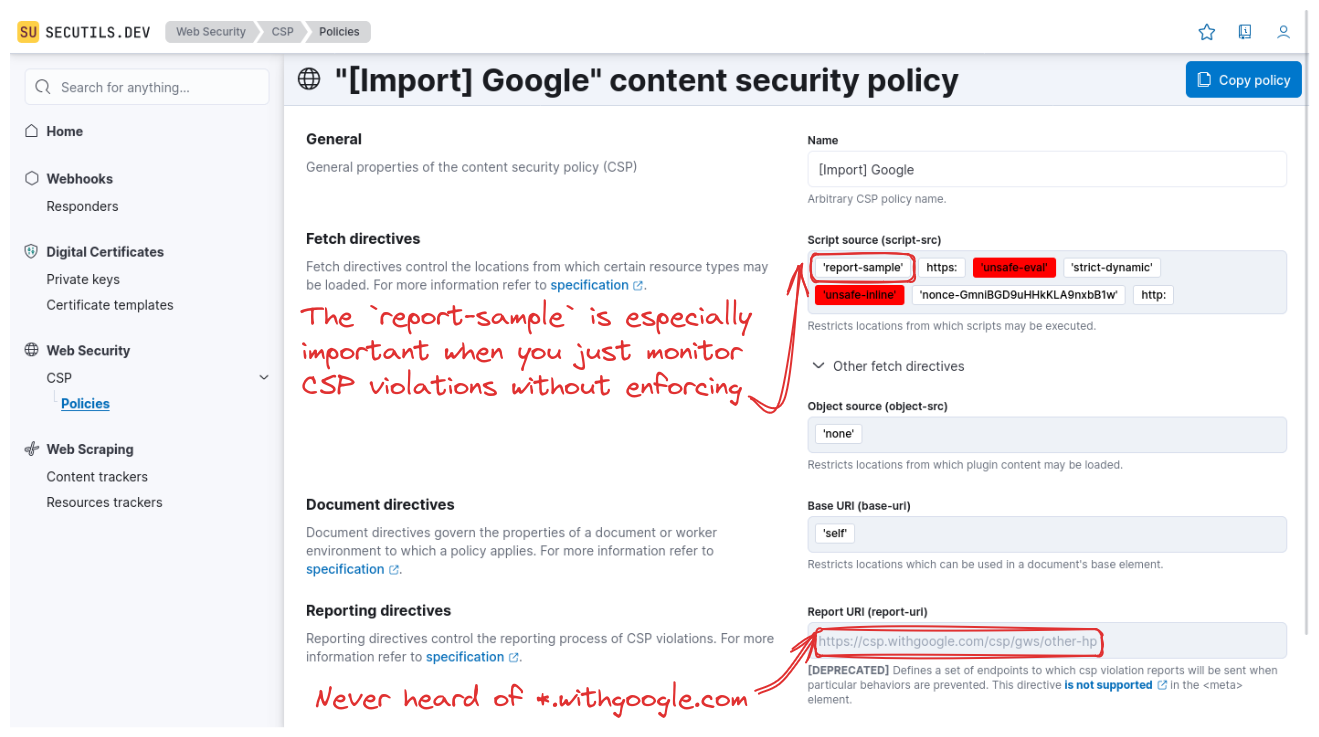 SU SECUTILS.DEV
Web Security
CSP
Policies
Search for anything...
"[Import] Google" content security policy
Copy policy
Home
Webhooks
Responders
Digital Certificates
Private keys
Certificate templates
Web Security
CSP
Policies
Web Scraping
Content trackers
Resources trackers
General
General properties of the content security policy (CSP)
Name
[Import] Google
Arbitrary CSP policy name.
Fetch directives
Fetch directives control the locations from which certain resource types may
be loaded. For more information refer to specification.
The `report-sample` is especially
important when you just monitor
CSP violations without enforcing
Script source (script-src)
'report-sample' https: 'unsafe-eval' 'strict-dynamic'
'unsafe-inline' 'nonce-GmniBGD9uHHkKLA9nxbB1w' http:
Restricts locations from which scripts may be executed.
Other fetch directives
Object source (object-src)
'none'
Restricts locations from which plugin content may be loaded.
Document directives
Document directives govern the properties of a document or worker
environment to which a policy applies. For more information refer to
specification.
Base URI (base-uri)
'self'
Restricts locations which can be used in a document's base element.
Reporting directives
Reporting directives control the reporting process of CSP violations. For more
information refer to specification.
Never heard of *.withgoogle.com
Report URI (report-uri)
https://csp.withgoogle.com/csp/gws/other-hp
[DEPRECATED] Defines a set of endpoints to which csp violation reports will be sent when
particular behaviors are prevented. This directive is not supported in the <meta>
element.